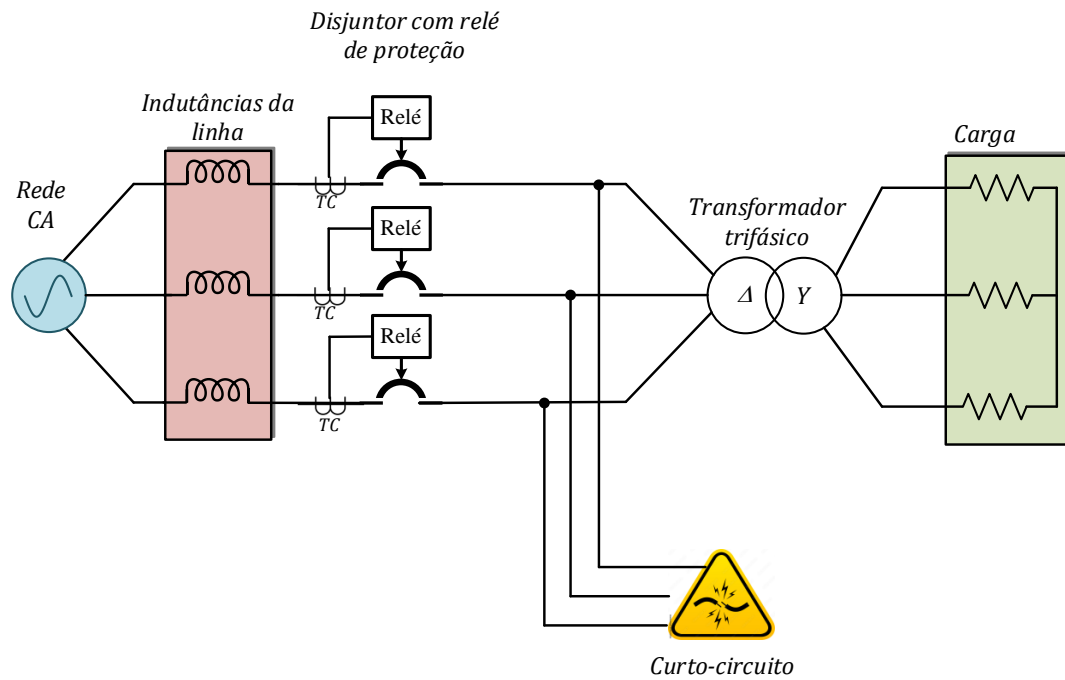 Disjuntor com relé
de proteção
Indutâncias da
linha
Relé
Carga
Rede
CA
TC
Relé
Transformador
trifásico
TC
Δ
Y
Relé
TC
Curto-circuito